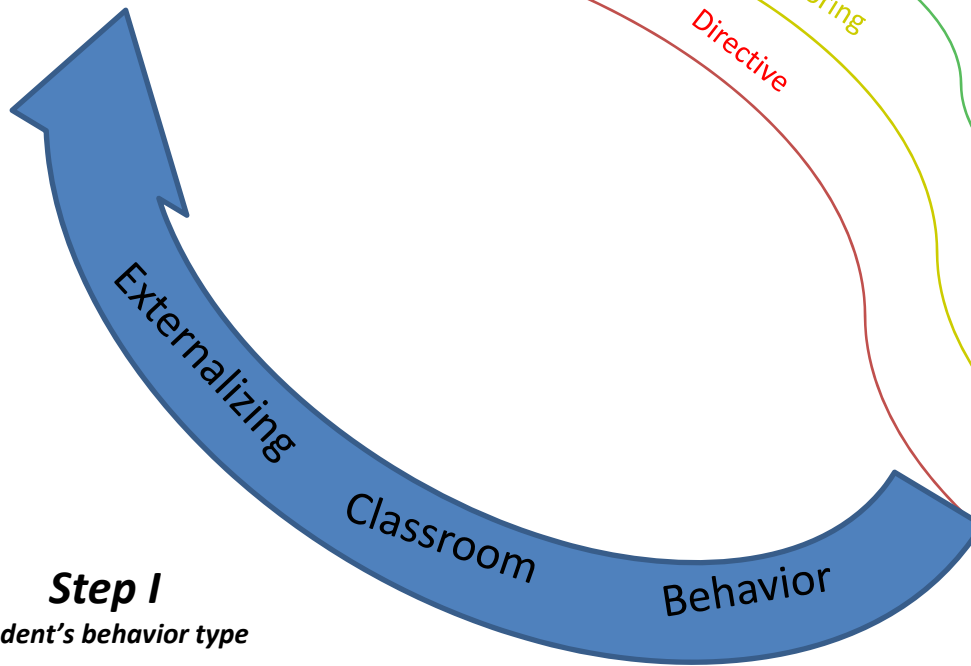 Directive
Externalizing
Classroom
Behavior
Step I
dent's behavior type